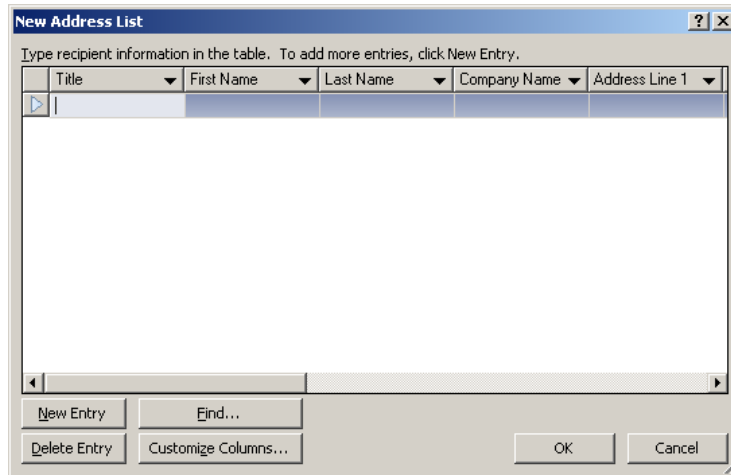 New Address List
Type recipient information in the table. To add more entries, click New Entry.
Title First Name Last Name Company Name Address Line 1
New Entry Find...
Delete Entry Customize Columns... OK Cancel